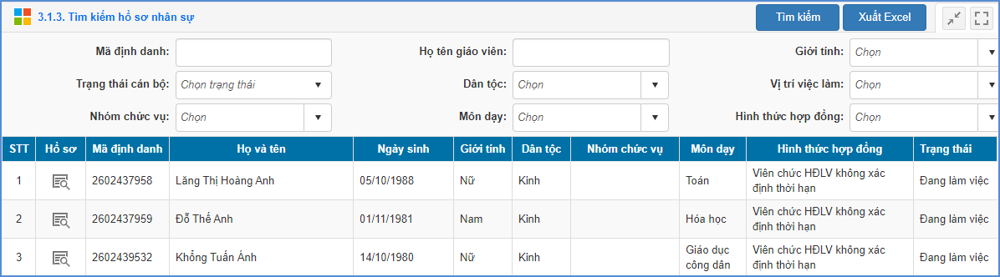 3.1.3. Tìm kiếm hồ sơ nhân sự Tìm kiếm Xuất Excel
Mã định danh: Họ tên giáo viên: Giới tính: Chọn
Trạng thái cán bộ: Chọn trạng thái Dân tộc: Chọn Vị trí việc làm: Chọn
Nhóm chức vụ: Chọn Môn dạy: Chọn Hình thức hợp đồng: Chọn
STT Hồ sơ Mã định danh Họ và tên Ngày sinh Giới tính Dân tộc Nhóm chức vụ Môn dạy Hình thức hợp đồng Trạng thái
1 2602437958 Lăng Thị Hoàng Anh 05/10/1988 Nữ Kinh Toán Viên chức HĐLV không xác định thời hạn Đang làm việc
2 2602437959 Đỗ Thế Anh 01/11/1981 Nam Kinh Hóa học Viên chức HĐLV không xác định thời hạn Đang làm việc
3 2602439532 Khổng Tuấn Ánh 14/10/1980 Nữ Kinh Giáo dục công dân Viên chức HĐLV không xác định thời hạn Đang làm việc